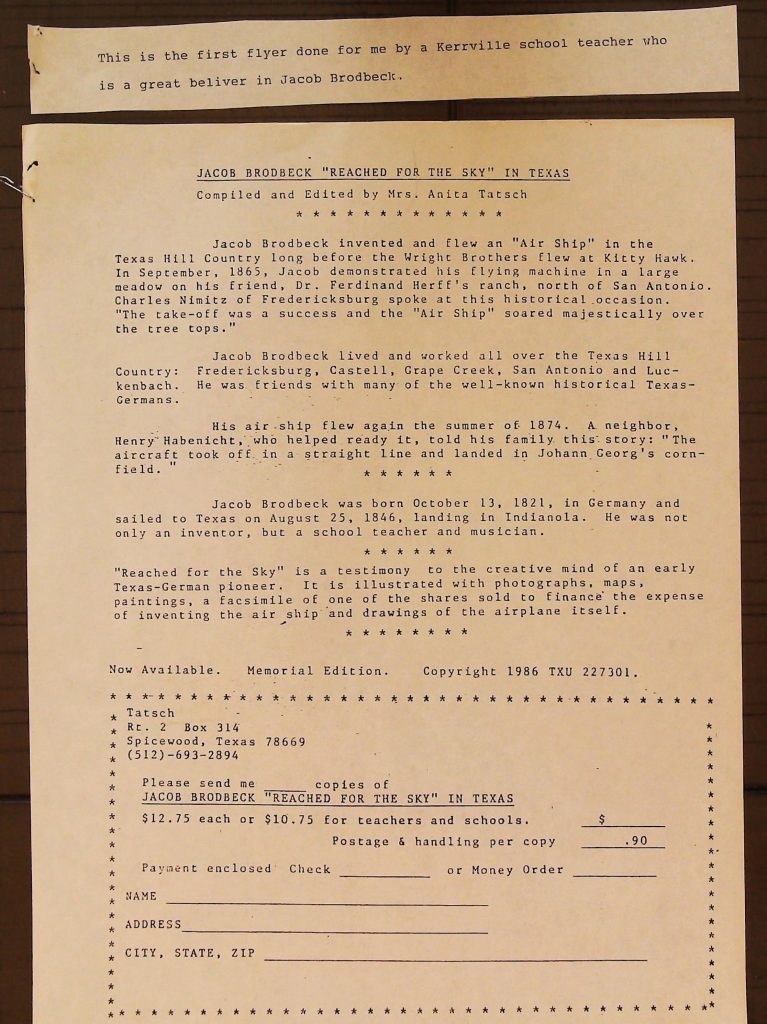 This is the first flyer done for me by a Kerrville school teacher who
is a great beliver in Jacob Brodbeck.
JACOB BRODBECK "REACHED FOR THE SKY" IN TEXAS
Compiled and Edited by Mrs. Anita Tatsch
* * * * * * * * * * * * *
Jacob Brodbeck invented and flew an "Air Ship" in the
Texas Hill Country long before the Wright Brothers flew at Kitty Hawk.
In September, 1865, Jacob demonstrated his flying machine in a large
meadow on his friend, Dr. Ferdinand Herff's ranch, north of San Antonio.
Charles Nimitz of Fredericksburg spoke at this historical occasion.
"The take-off was a success and the "Air Ship" soared majestically over
the tree tops."
Jacob Brodbeck lived and worked all over the Texas Hill
Country: Fredericksburg, Castell, Grape Creek, San Antonio and Luc-
kenbach. He was friends with many of the well-known historical Texas-
Germans.
His air ship flew again the summer of 1874. A neighbor,
Henry Habenicht, who helped ready it, told his family this story: "The
aircraft took off in a straight line and landed in Johann Georg's corn-
field. "
* * * * * *
Jacob Brodbeck was born October 13, 1821, in Germany and
sailed to Texas on August 25, 1846, landing in Indianola. He was not
only an inventor, but a school teacher and musician.
* * * * * *
"Reached for the Sky" is a testimony to the creative mind of an early
Texas-German pioneer. It is illustrated with photographs, maps,
paintings, a facsimile of one of the shares sold to finance the expense
of inventing the air ship and drawings of the airplane itself.
* * * * * * * *
Now Available. Memorial Edition. Copyright 1986 TXU 227301.
Tatsch
Rt. 2 Box 314
Spicewood, Texas 78669
(512)-693-2894
Please send me _____ copies of
JACOB BRODBECK "REACHED FOR THE SKY" IN TEXAS
$12.75 each or $10.75 for teachers and schools. $
Postage & handling per copy .90
Payment enclosed Check __________ or Money Order __________
NAME
ADDRESS
CITY, STATE, ZIP